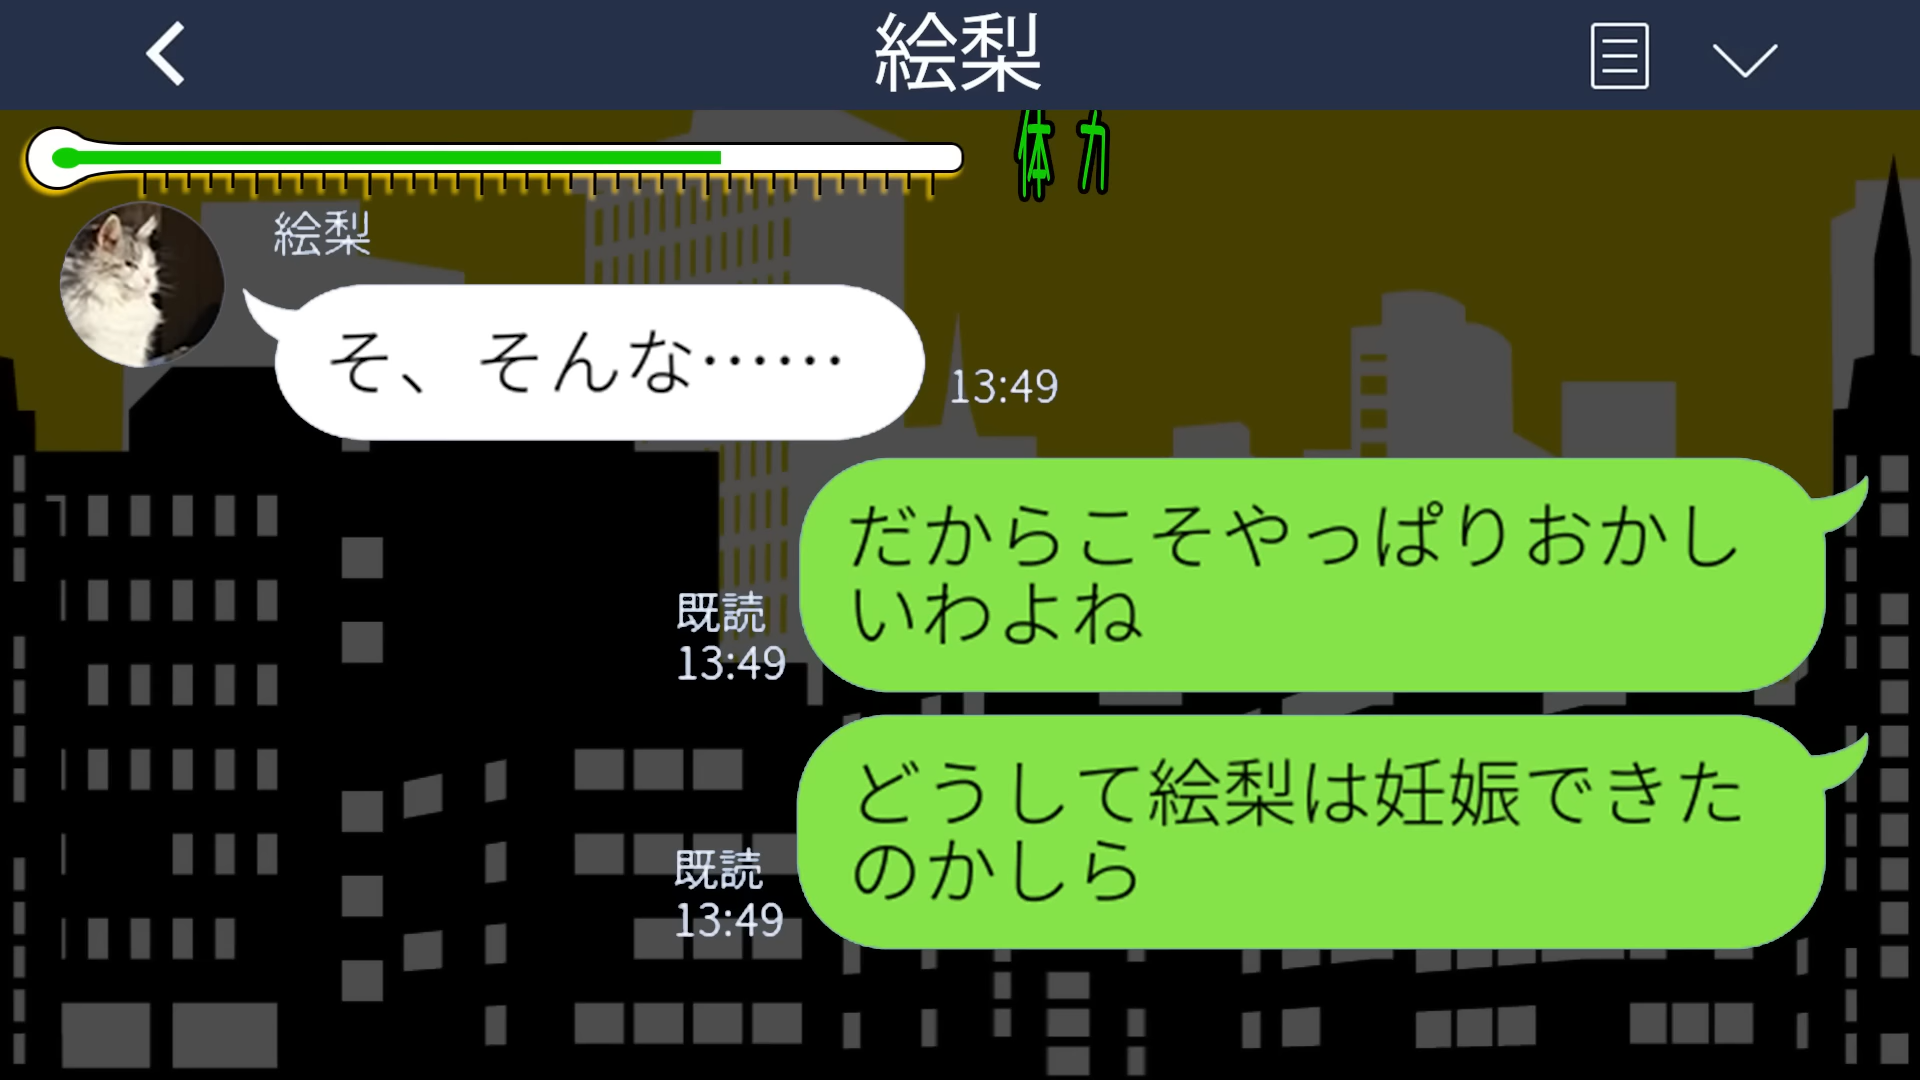 絵梨
体力
絵梨
そ、そんな……
13:49
だからこそやっぱりおかし
いわよね
既読
13:49
どうして絵梨は妊娠できた
のかしら
既読
13:49